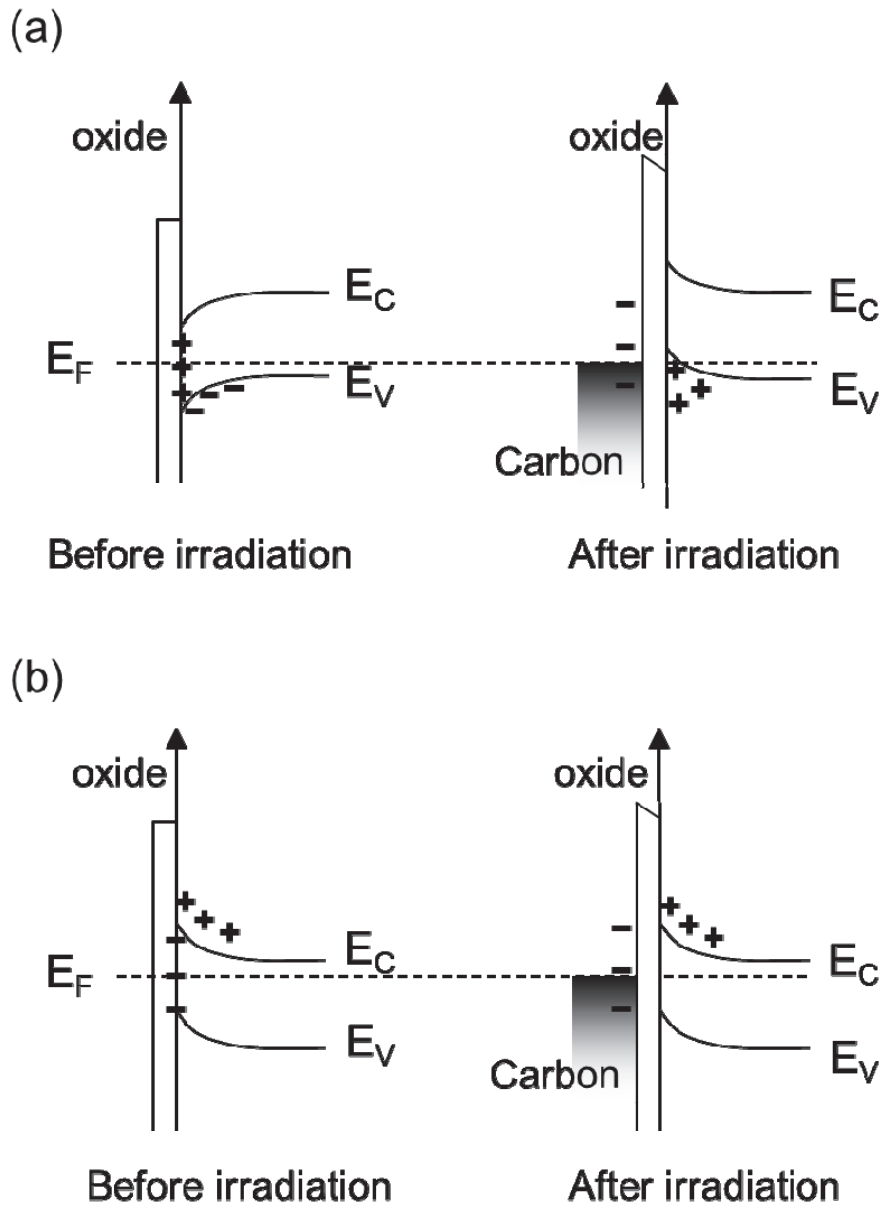 (a)
oxide oxide
E_C E_C
E_F
E_V E_V
Carbon
Before irradiation After irradiation
(b)
oxide oxide
E_C E_C
E_F
E_V E_V
Carbon
Before irradiation After irradiation